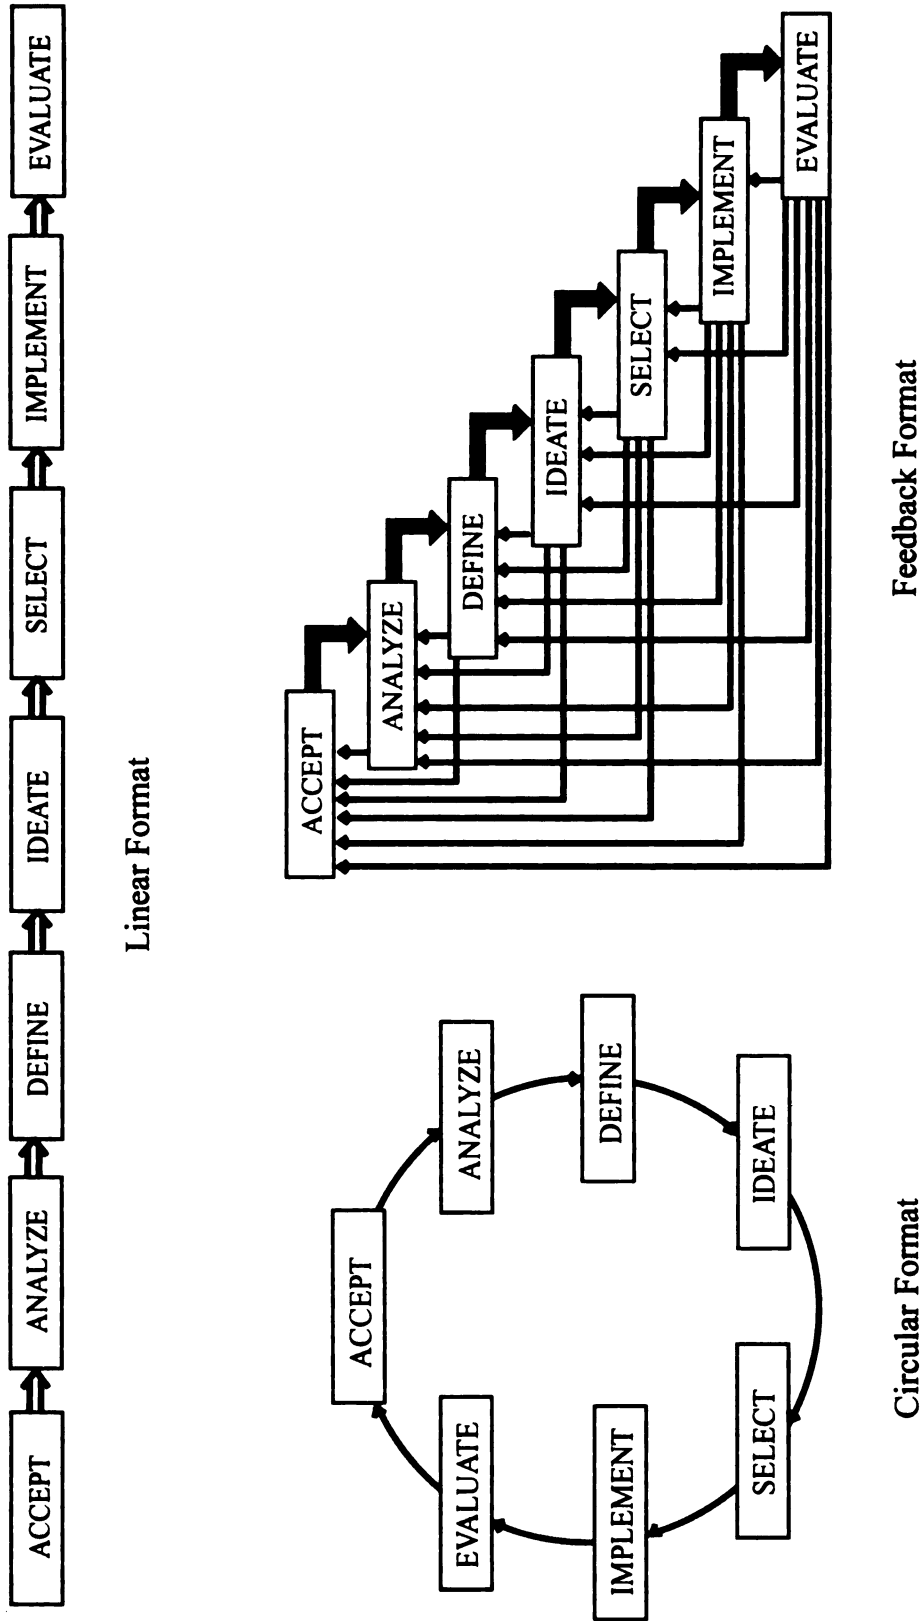 ACCEPT
ANALYZE
DEFINE
IDEATE
SELECT
IMPLEMENT
EVALUATE
Linear Format
ACCEPT
ANALYZE
DEFINE
IDEATE
SELECT
IMPLEMENT
EVALUATE
Circular Format
ACCEPT
ANALYZE
DEFINE
IDEATE
SELECT
IMPLEMENT
EVALUATE
Feedback Format